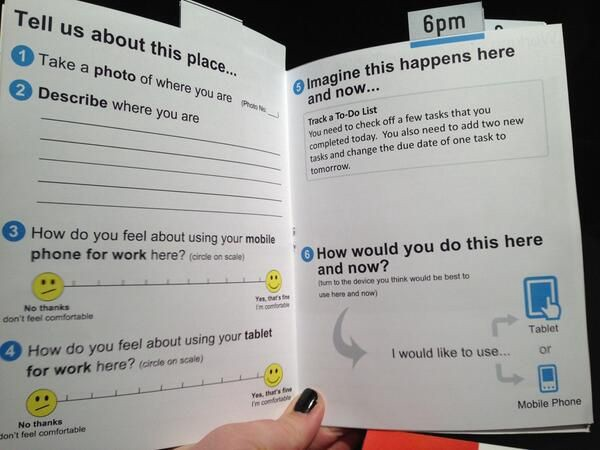 Tell us about this place...
1 Take a photo of where you are (Photo No: ___)
2 Describe where you are
3 How do you feel about using your mobile
phone for work here? (circle on scale)
No thanks
don't feel comfortable
Yes, that's fine
I'm comfortable
4 How do you feel about using your tablet
for work here? (circle on scale)
No thanks
don't feel comfortable
Yes, that's fine
I'm comfortable
6pm
5 Imagine this happens here
and now...
Track a To-Do List
You need to check off a few tasks that you
completed today. You also need to add two new
tasks and change the due date of one task to
tomorrow.
6 How would you do this here
and now?
(turn to the device you think would be best to
use here and now)
I would like to use...
Tablet
or
Mobile Phone